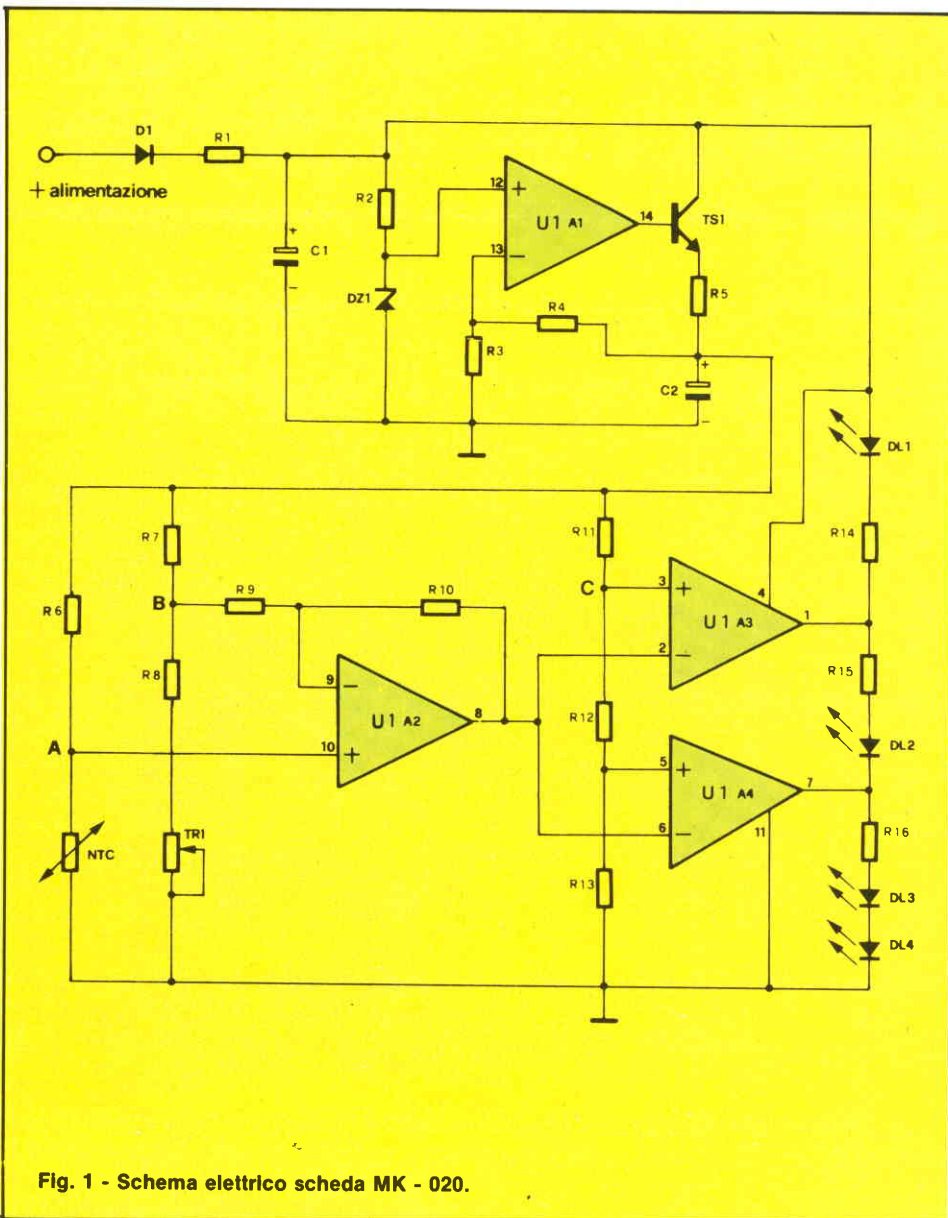 D1
R1
+ alimentazione
R2
C1
+
-
DZ1
12
+
13
-
U1 A1
14
TS1
R5
R4
R3
+
C2
-
DL1
R14
R7
R11
R6
B
R9
R10
C
3
+
4
U1 A3
1
2
-
R8
R15
9
-
U1 A2
8
R12
DL2
A
10
+
5
+
U1 A4
7
6
-
11
R16
NTC
TR1
R13
DL3
DL4
Fig. 1 - Schema elettrico scheda MK - 020.